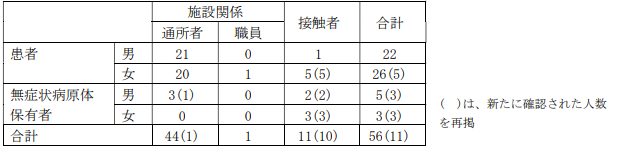 施設関係 接触者 合計
通所者 職員
患者 男 21 0 1 22
女 20 1 5(5) 26(5)
無症状病原体 男 3(1) 0 2(2) 5(3)
保有者 女 0 0 3(3) 3(3)
合計 44(1) 1 11(10) 56(11)
( )は、新たに確認された人数
を再掲